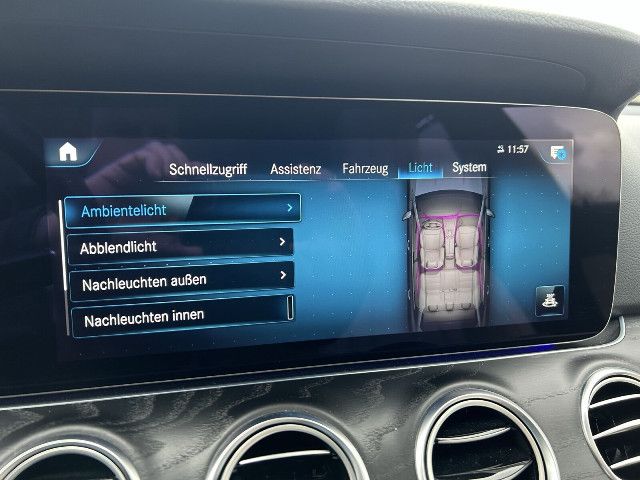 11:57
Schnellzugriff Assistenz Fahrzeug Licht System
Ambientelicht
Abblendlicht
Nachleuchten außen
Nachleuchten innen